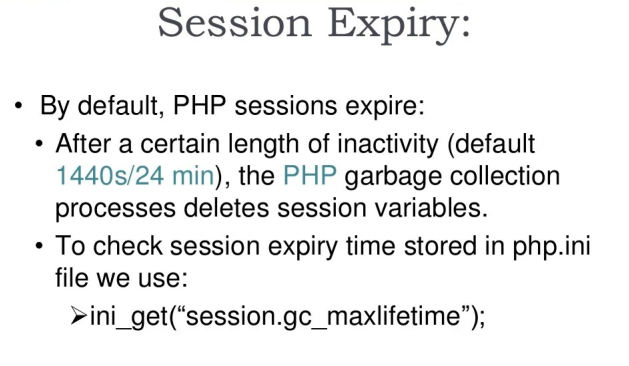 Session Expiry:
• By default, PHP sessions expire:
• After a certain length of inactivity (default
1440s/24 min), the PHP garbage collection
processes deletes session variables.
• To check session expiry time stored in php.ini
file we use:
➢ini_get(“session.gc_maxlifetime”);